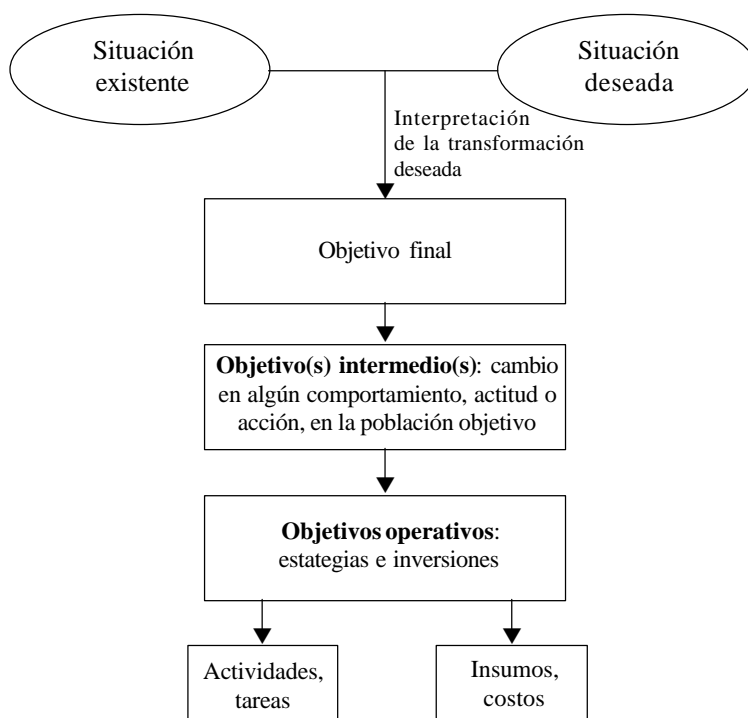 Situación
existente
Situación
deseada
Interpretación
de la transformación
deseada
Objetivo final
Objetivo(s) intermedio(s): cambio
en algún comportamiento, actitud o
acción, en la población objetivo
Objetivos operativos:
estategias e inversiones
Actividades,
tareas
Insumos,
costos